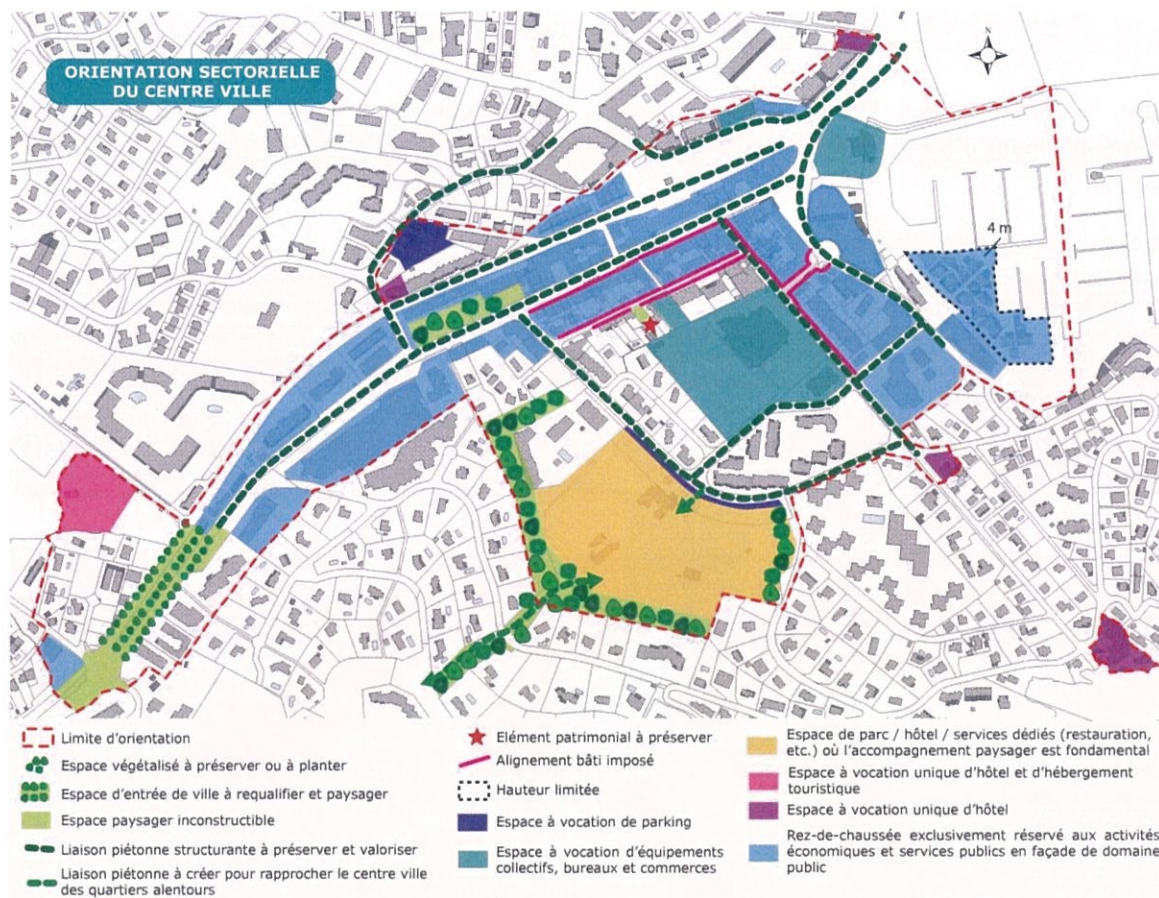 N
ORIENTATION SECTORIELLE
DU CENTRE VILLE
4 m
Limite d'orientation
Espace végétalisé à préserver ou à planter
Espace d'entrée de ville à requalifier et paysager
Espace paysager inconstructible
Liaison piétonne structurante à préserver et valoriser
Liaison piétonne à créer pour rapprocher le centre ville
des quartiers alentours
Elément patrimonial à préserver
Alignement bâti imposé
Hauteur limitée
Espace à vocation de parking
Espace à vocation d'équipements
collectifs, bureaux et commerces
Espace de parc / hôtel / services dédiés (restauration,
etc.) où l'accompagnement paysager est fondamental
Espace à vocation unique d'hôtel et d'hébergement
touristique
Espace à vocation unique d'hôtel
Rez-de-chaussée exclusivement réservé aux activités
économiques et services publics en façade de domaine
public